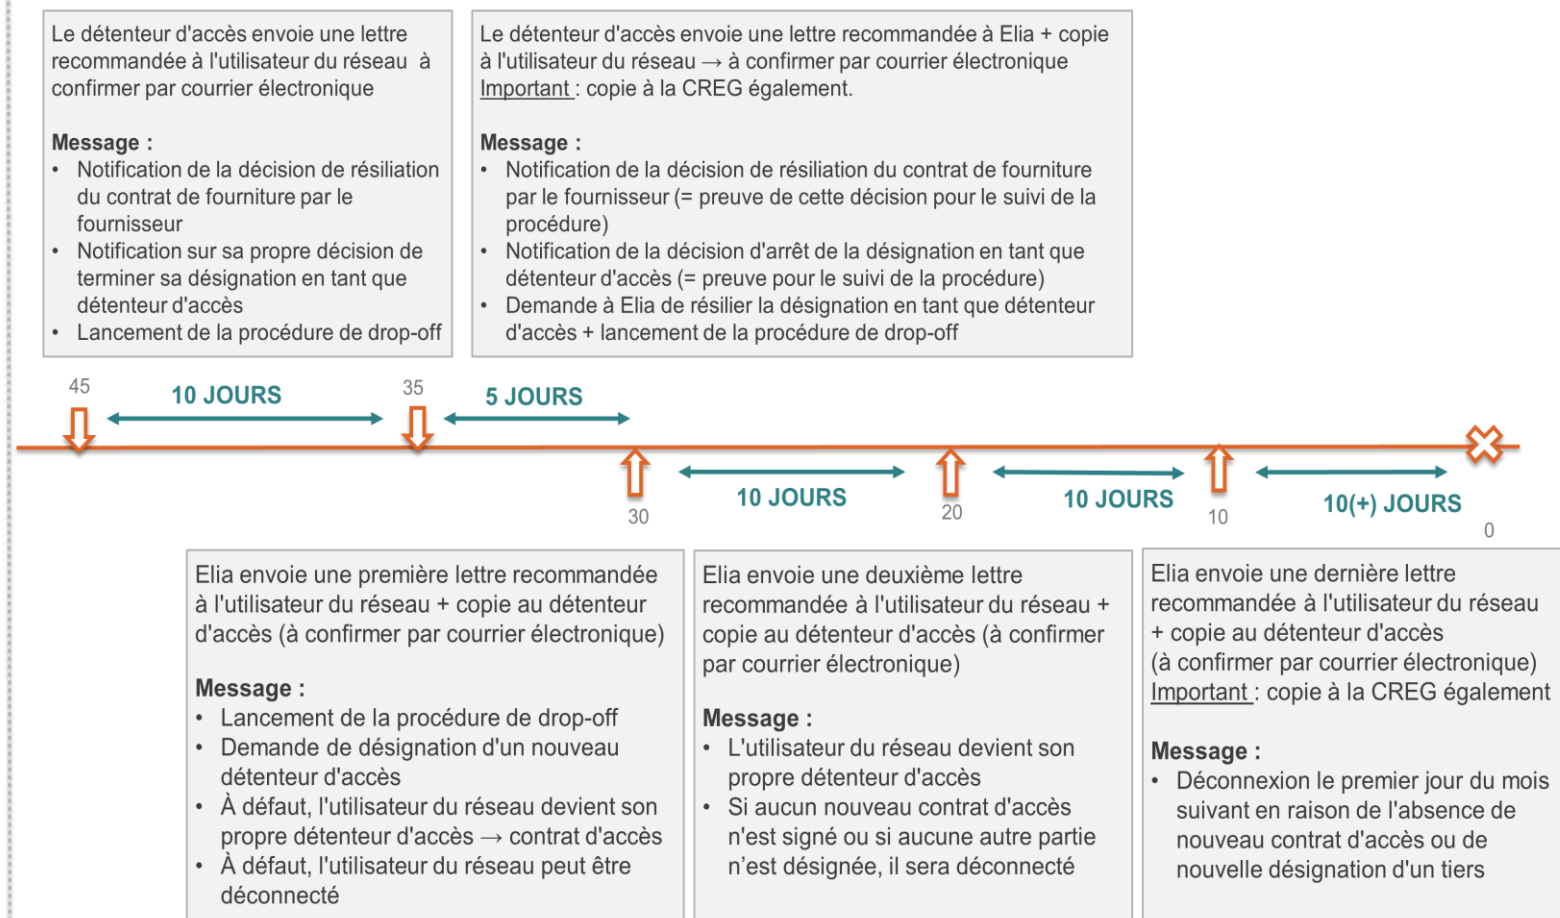 Le détenteur d'accès envoie une lettre
recommandée à l'utilisateur du réseau à
confirmer par courrier électronique
Message :
• Notification de la décision de résiliation
du contrat de fourniture par le
fournisseur
• Notification sur sa propre décision de
terminer sa désignation en tant que
détenteur d'accès
• Lancement de la procédure de drop-off
Le détenteur d'accès envoie une lettre recommandée à Elia + copie
à l'utilisateur du réseau → à confirmer par courrier électronique
Important : copie à la CREG également.
Message :
• Notification de la décision de résiliation du contrat de fourniture
par le fournisseur (= preuve de cette décision pour le suivi de la
procédure)
• Notification de la décision d'arrêt de la désignation en tant que
détenteur d'accès (= preuve pour le suivi de la procédure)
• Demande à Elia de résilier la désignation en tant que détenteur
d'accès + lancement de la procédure de drop-off
45
10 JOURS
35
5 JOURS
30
10 JOURS
20
10 JOURS
10
10(+) JOURS
0
Elia envoie une première lettre recommandée
à l'utilisateur du réseau + copie au détenteur
d'accès (à confirmer par courrier électronique)
Message :
• Lancement de la procédure de drop-off
• Demande de désignation d'un nouveau
détenteur d'accès
• À défaut, l'utilisateur du réseau devient son
propre détenteur d'accès → contrat d'accès
• À défaut, l'utilisateur du réseau peut être
déconnecté
Elia envoie une deuxième lettre
recommandée à l'utilisateur du réseau +
copie au détenteur d'accès (à confirmer
par courrier électronique)
Message :
• L'utilisateur du réseau devient son
propre détenteur d'accès
• Si aucun nouveau contrat d'accès
n'est signé ou si aucune autre partie
n’est désignée, il sera déconnecté
Elia envoie une dernière lettre
recommandée à l'utilisateur du réseau
+ copie au détenteur d'accès
(à confirmer par courrier électronique)
Important : copie à la CREG également
Message :
• Déconnexion le premier jour du mois
suivant en raison de l'absence de
nouveau contrat d'accès ou de
nouvelle désignation d'un tiers